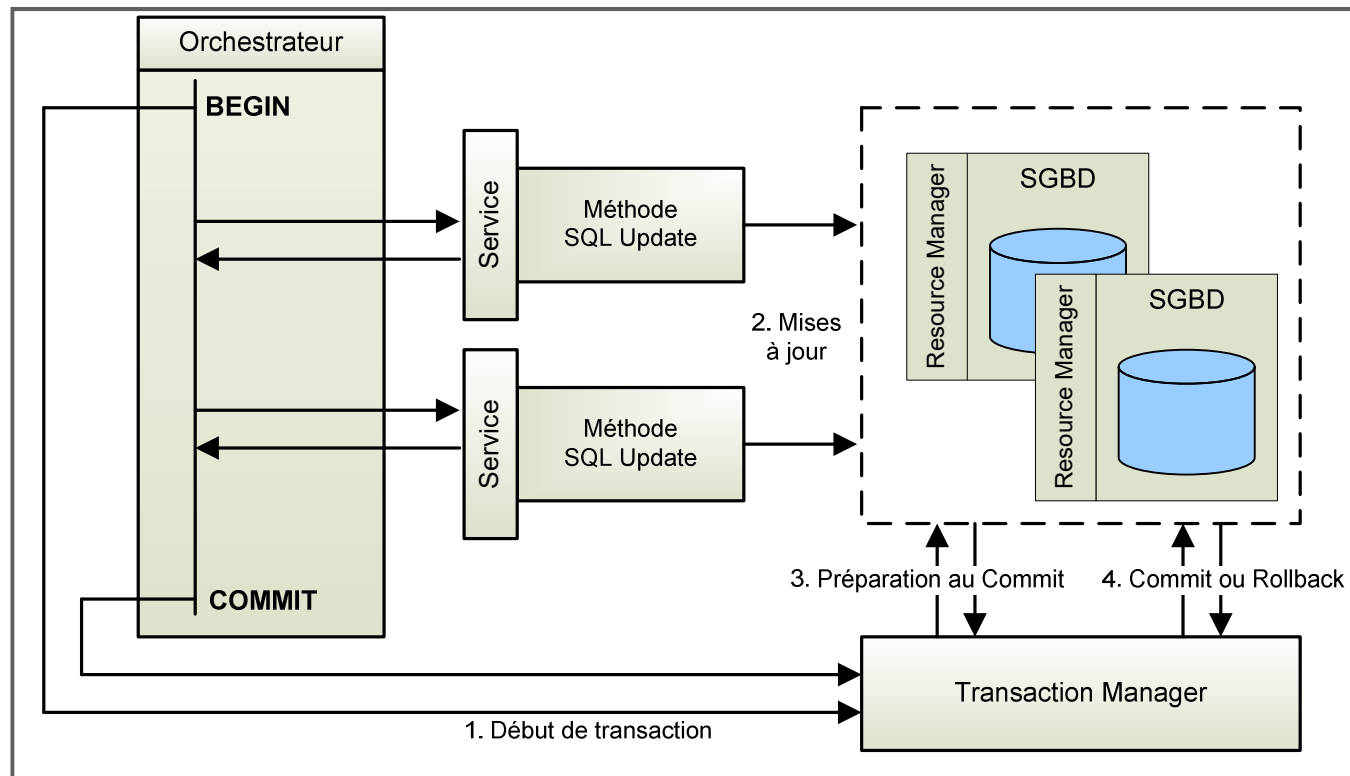 Orchestrateur
BEGIN
Service
Méthode
SQL Update
Resource Manager
SGBD
Resource Manager
SGBD
2. Mises
à jour
Service
Méthode
SQL Update
3. Préparation au Commit
4. Commit ou Rollback
COMMIT
Transaction Manager
1. Début de transaction